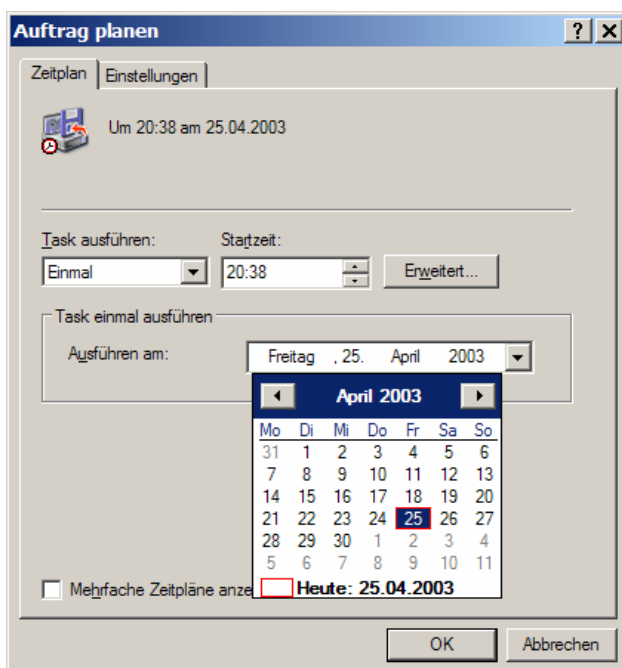 Auftrag planen
Zeitplan Einstellungen
Um 20:38 am 25.04.2003
Task ausführen: Startzeit:
Einmal 20:38 Erweitert...
Task einmal ausführen
Ausführen am: Freitag , 25. April 2003
April 2003
Mo Di Mi Do Fr Sa So
31 1 2 3 4 5 6
7 8 9 10 11 12 13
14 15 16 17 18 19 20
21 22 23 24 25 26 27
28 29 30 1 2 3 4
5 6 7 8 9 10 11
Mehrfache Zeitpläne anze Heute: 25.04.2003
OK Abbrechen